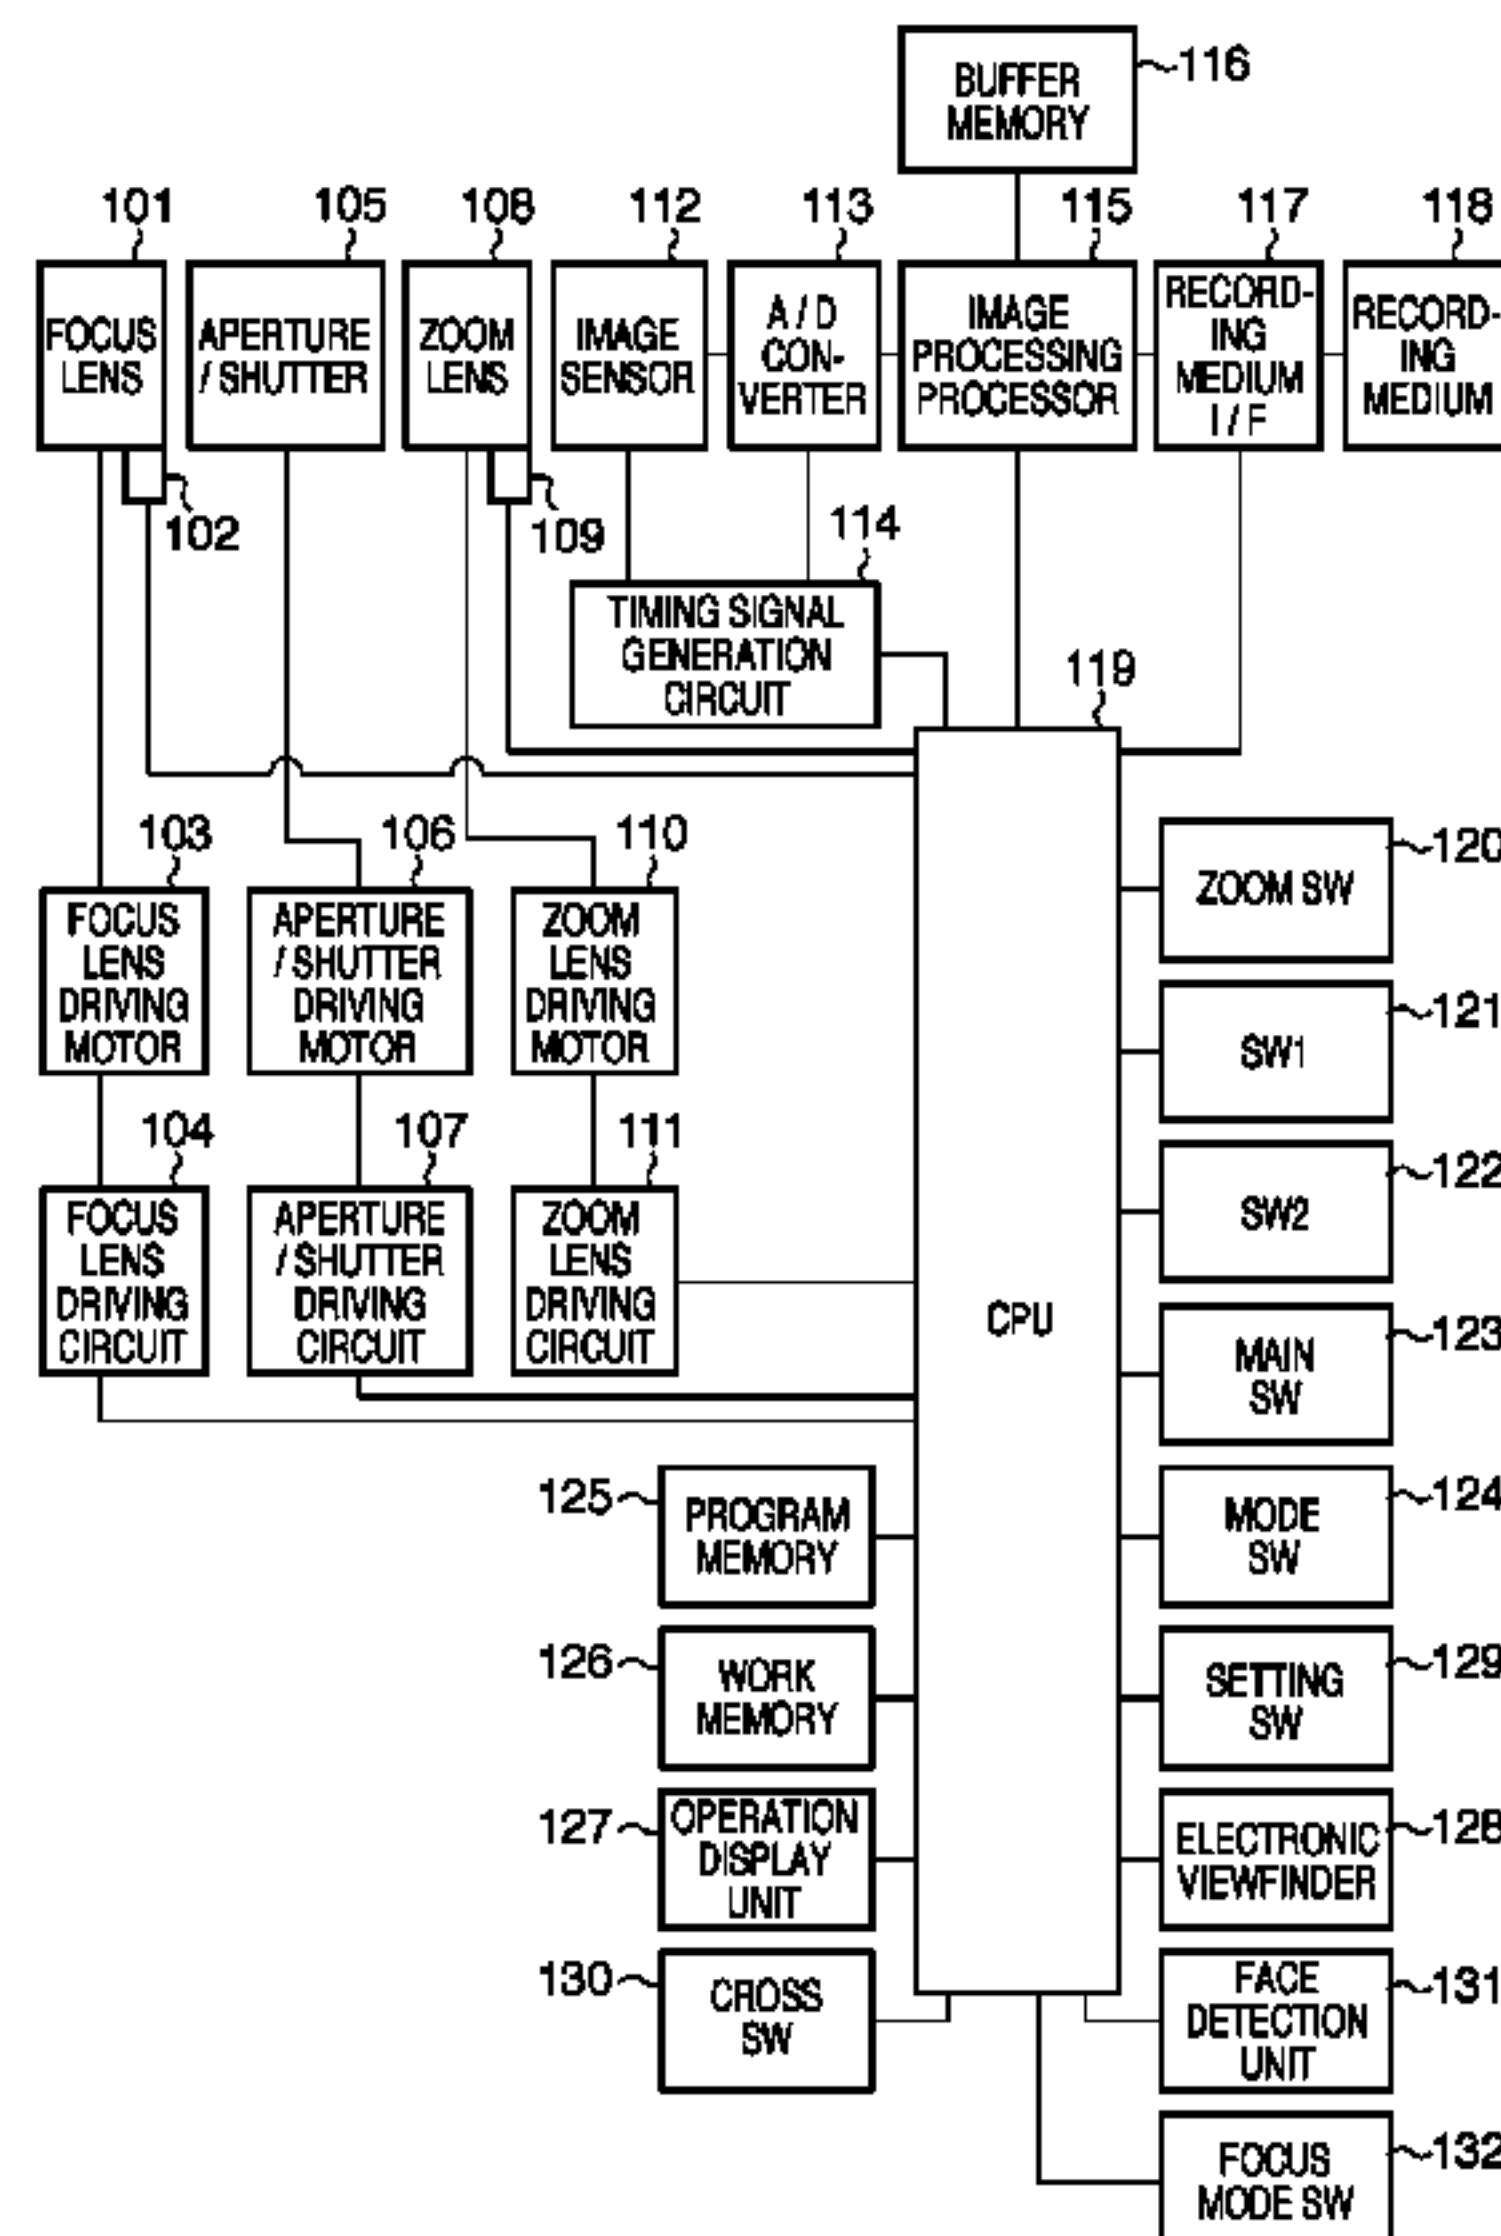 BUFFER
MEMORY
116
101
105
108
112
113
115
117
118
FOCUS
LENS
APERTURE
/ SHUTTER
ZOOM
LENS
IMAGE
SENSOR
A / D
CON-
VERTER
IMAGE
PROCESSING
PROCESSOR
RECORD-
ING
MEDIUM
I / F
RECORD-
ING
MEDIUM
102
109
114
TIMING SIGNAL
GENERATION
CIRCUIT
119
103
106
110
FOCUS
LENS
DRIVING
MOTOR
APERTURE
/ SHUTTER
DRIVING
MOTOR
ZOOM
LENS
DRIVING
MOTOR
104
107
111
FOCUS
LENS
DRIVING
CIRCUIT
APERTURE
/ SHUTTER
DRIVING
CIRCUIT
ZOOM
LENS
DRIVING
CIRCUIT
CPU
ZOOM SW
120
SW1
121
SW2
122
MAIN
SW
123
125
PROGRAM
MEMORY
MODE
SW
124
126
WORK
MEMORY
SETTING
SW
129
127
OPERATION
DISPLAY
UNIT
ELECTRONIC
VIEWFINDER
128
130
CROSS
SW
FACE
DETECTION
UNIT
131
FOCUS
MODE SW
132